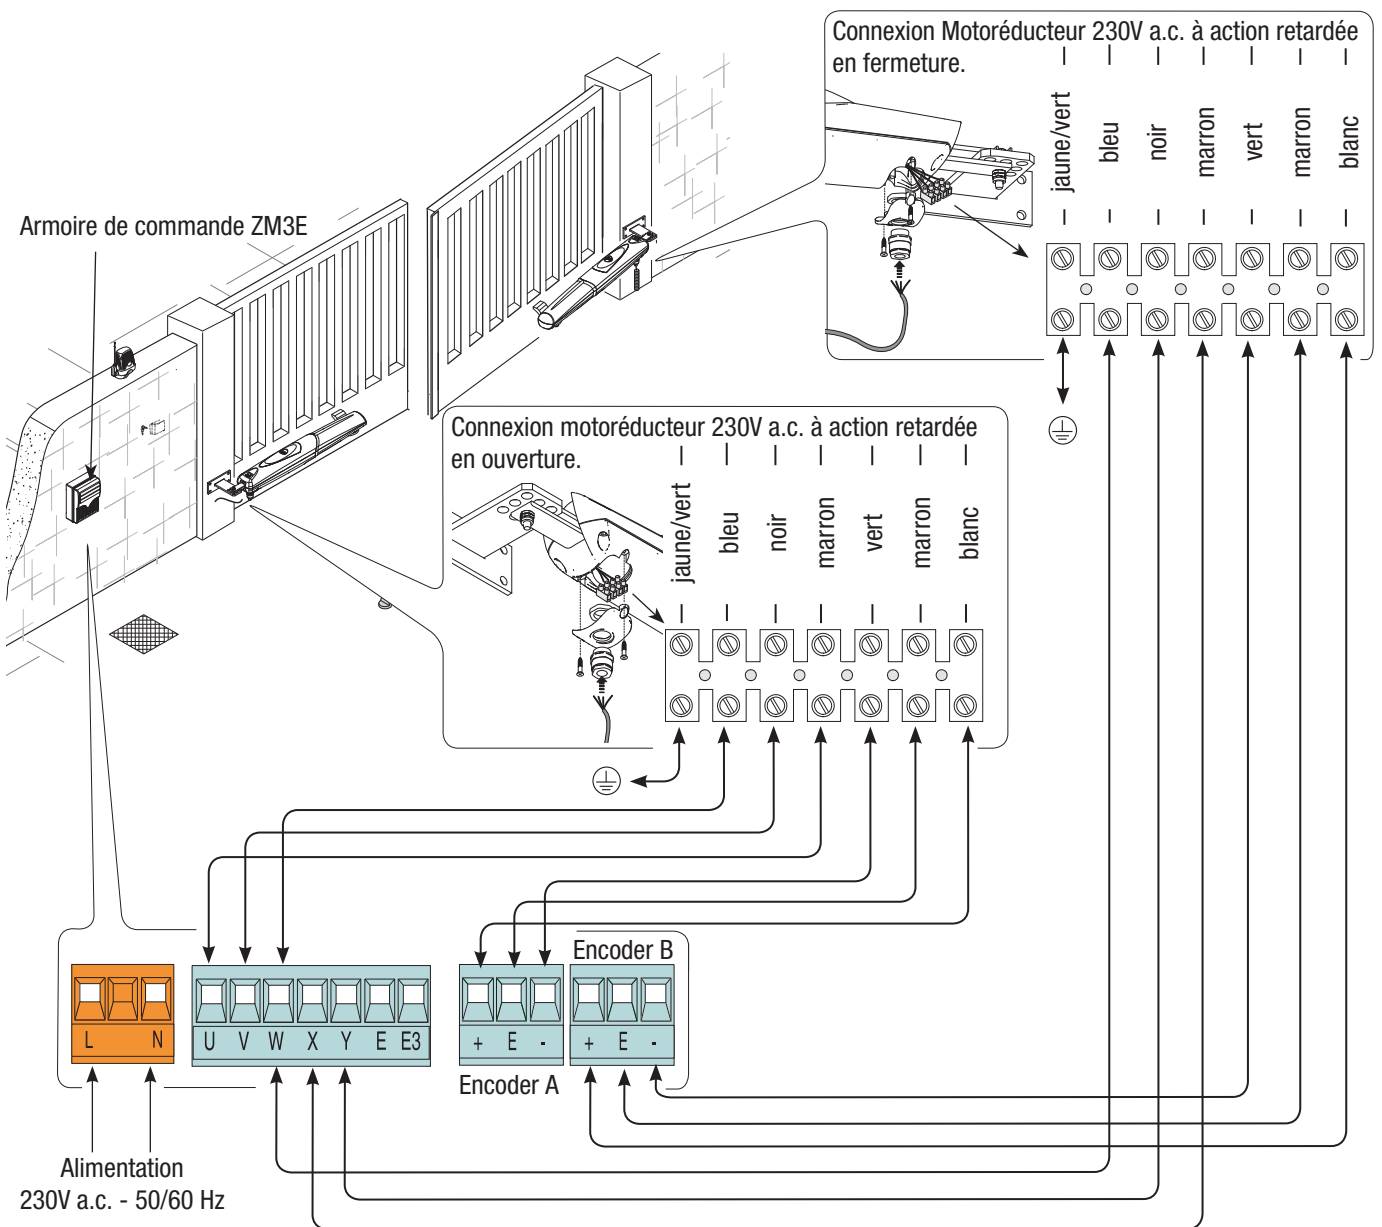 Connexion Motoréducteur 230V a.c. à action retardée
en fermeture.
jaune/vert
bleu
noir
marron
vert
marron
blanc
Armoire de commande ZM3E
Connexion motoréducteur 230V a.c. à action retardée
en ouverture.
jaune/vert
bleu
noir
marron
vert
marron
blanc
Encoder B
L N
U V W X Y E E3
+ E -
+ E -
Encoder A
Alimentation
230V a.c. - 50/60 Hz